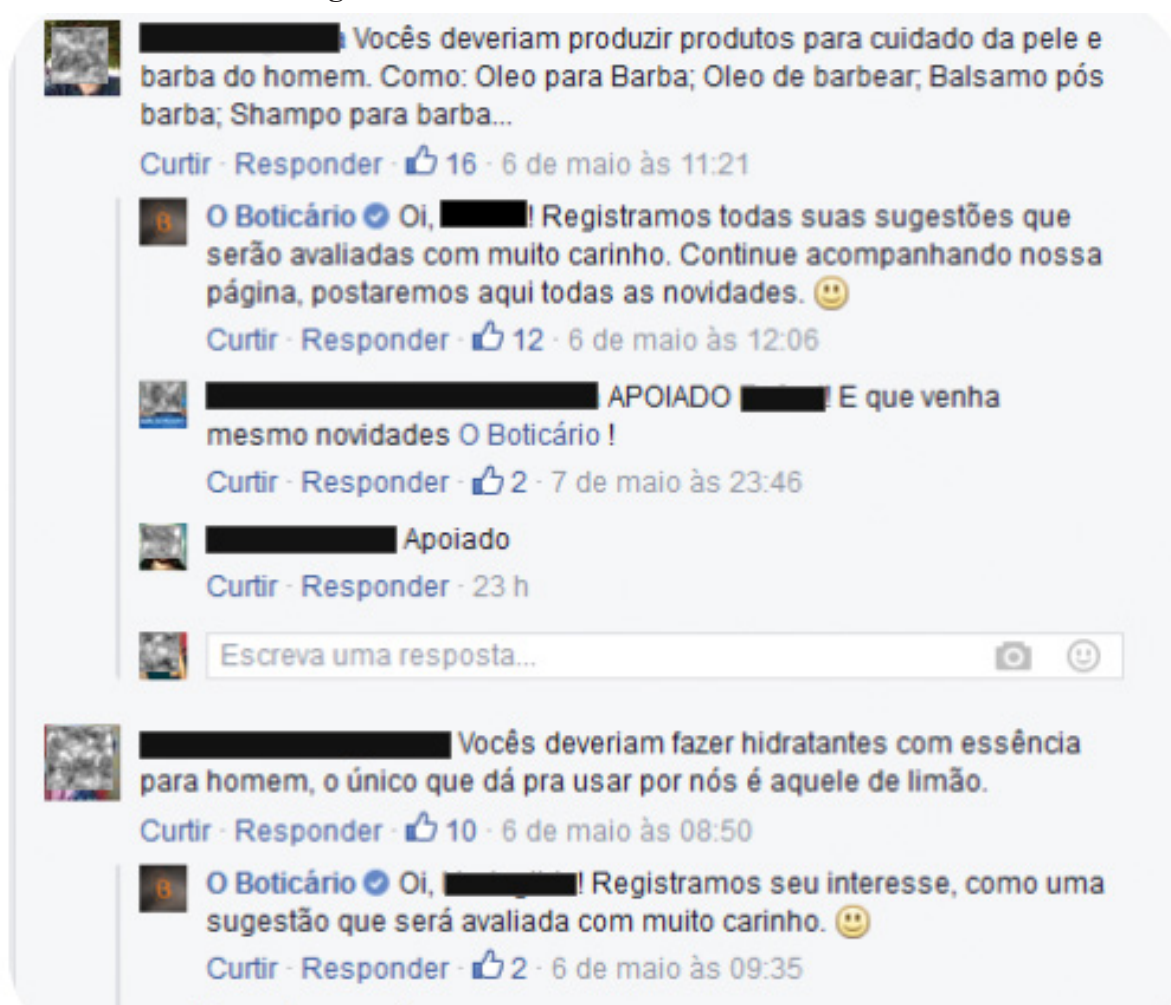 Vocês deveriam produzir produtos para cuidado da pele e
barba do homem. Como: Oleo para Barba; Oleo de barbear; Balsamo pós
barba; Shampo para barba...
Curtir · Responder · 16 · 6 de maio às 11:21
O Boticário Oi, ! Registramos todas suas sugestões que
serão avaliadas com muito carinho. Continue acompanhando nossa
página, postaremos aqui todas as novidades.
Curtir · Responder · 12 · 6 de maio às 12:06
APOIADO ! E que venha
mesmo novidades O Boticário !
Curtir · Responder · 2 · 7 de maio às 23:46
Apoiado
Curtir · Responder · 23 h
Escreva uma resposta...
Vocês deveriam fazer hidratantes com essência
para homem, o único que dá pra usar por nós é aquele de limão.
Curtir · Responder · 10 · 6 de maio às 08:50
O Boticário Oi, ! Registramos seu interesse, como uma
sugestão que será avaliada com muito carinho.
Curtir · Responder · 2 · 6 de maio às 09:35